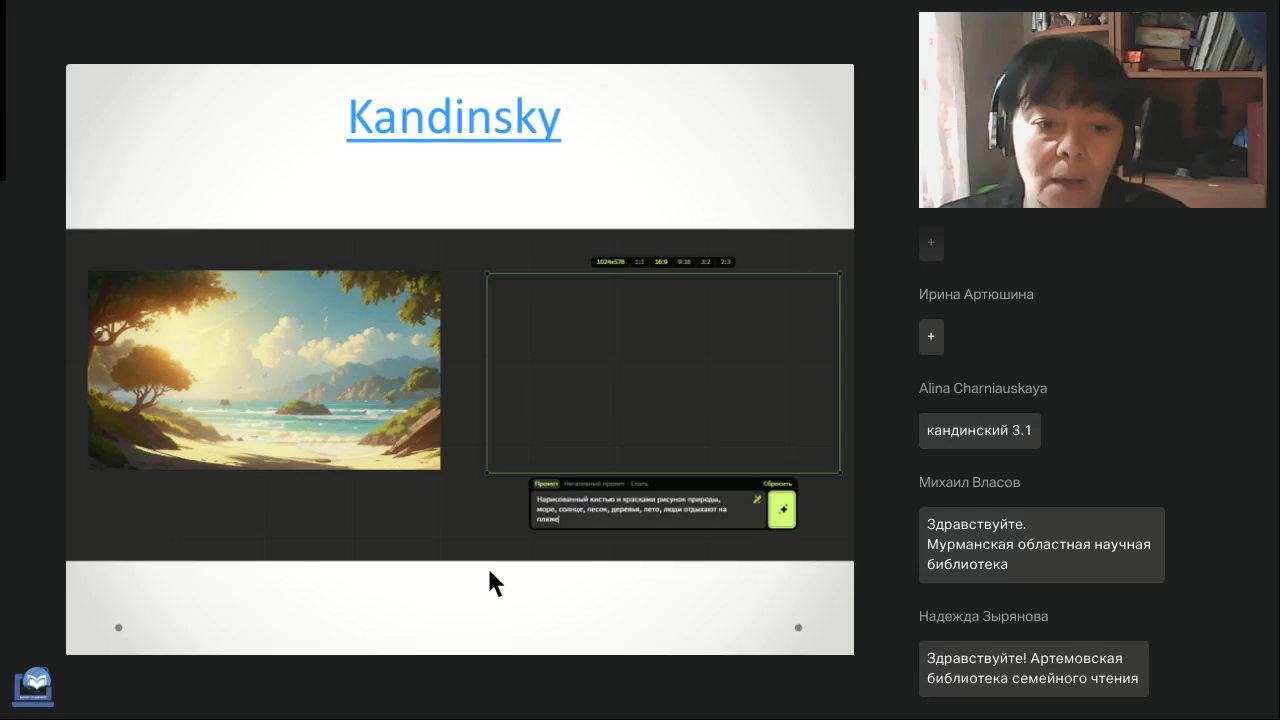 Kandinsky
1024x576 1:1 16:9 9:16 3:2 2:3
Промпт Негативный промпт Стиль Сбросить
Нарисованный кистью и красками рисунок природы,
море, солнце, песок, деревья, лето, люди отдыхают на
пляже
+
Ирина Артюшина
+
Alina Charniauskaya
кандинский 3.1
Михаил Власов
Здравствуйте.
Мурманская областная научная
библиотека
Надежда Зырянова
Здравствуйте! Артемовская
библиотека семейного чтения